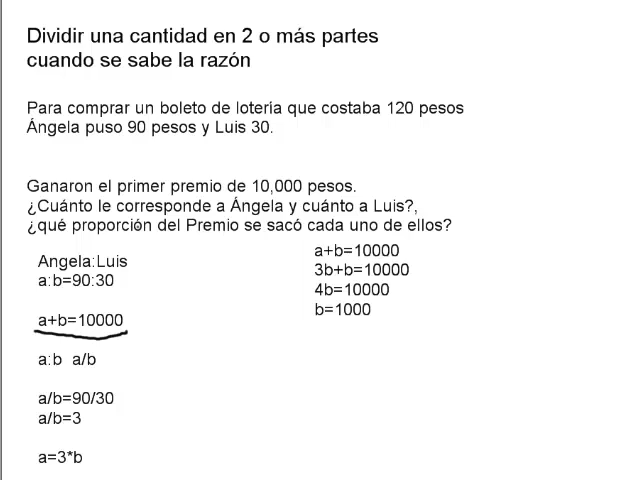 Dividir una cantidad en 2 o más partes
cuando se sabe la razón
Para comprar un boleto de lotería que costaba 120 pesos
Ángela puso 90 pesos y Luis 30.
Ganaron el primer premio de 10,000 pesos.
¿Cuánto le corresponde a Ángela y cuánto a Luis?,
¿qué proporción del Premio se sacó cada uno de ellos?
Angela:Luis
a:b=90:30
a+b=10000
a:b a/b
a/b=90/30
a/b=3
a=3*b
a+b=10000
3b+b=10000
4b=10000
b=1000